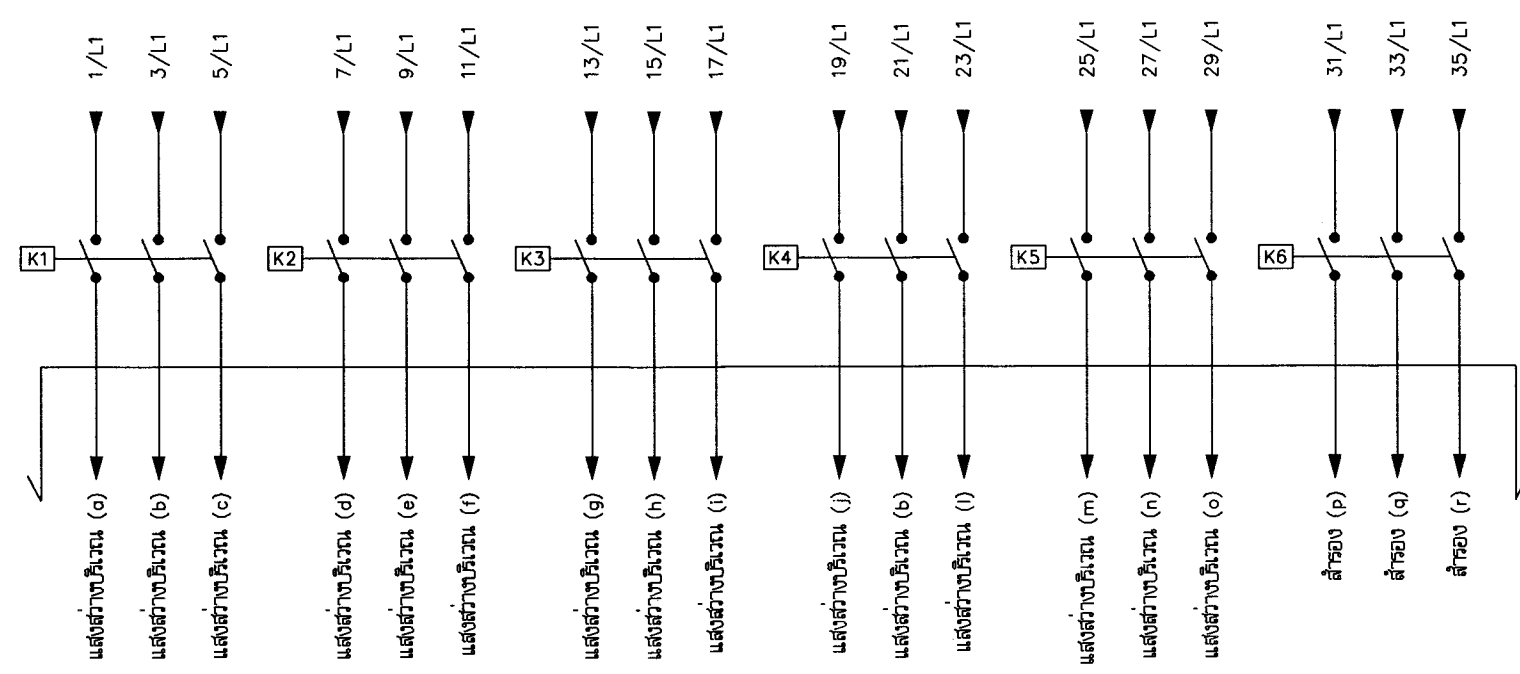 1/L1
3/L1
5/L1
7/L1
9/L1
11/L1
13/L1
15/L1
17/L1
19/L1
21/L1
23/L1
25/L1
27/L1
29/L1
31/L1
33/L1
35/L1
K1
K2
K3
K4
K5
K6
แสงสว่างบริเวณ (a)
แสงสว่างบริเวณ (b)
แสงสว่างบริเวณ (c)
แสงสว่างบริเวณ (d)
แสงสว่างบริเวณ (e)
แสงสว่างบริเวณ (f)
แสงสว่างบริเวณ (g)
แสงสว่างบริเวณ (h)
แสงสว่างบริเวณ (i)
แสงสว่างบริเวณ (j)
แสงสว่างบริเวณ (b)
แสงสว่างบริเวณ (l)
แสงสว่างบริเวณ (m)
แสงสว่างบริเวณ (n)
แสงสว่างบริเวณ (o)
สำรอง (p)
สำรอง (q)
สำรอง (r)